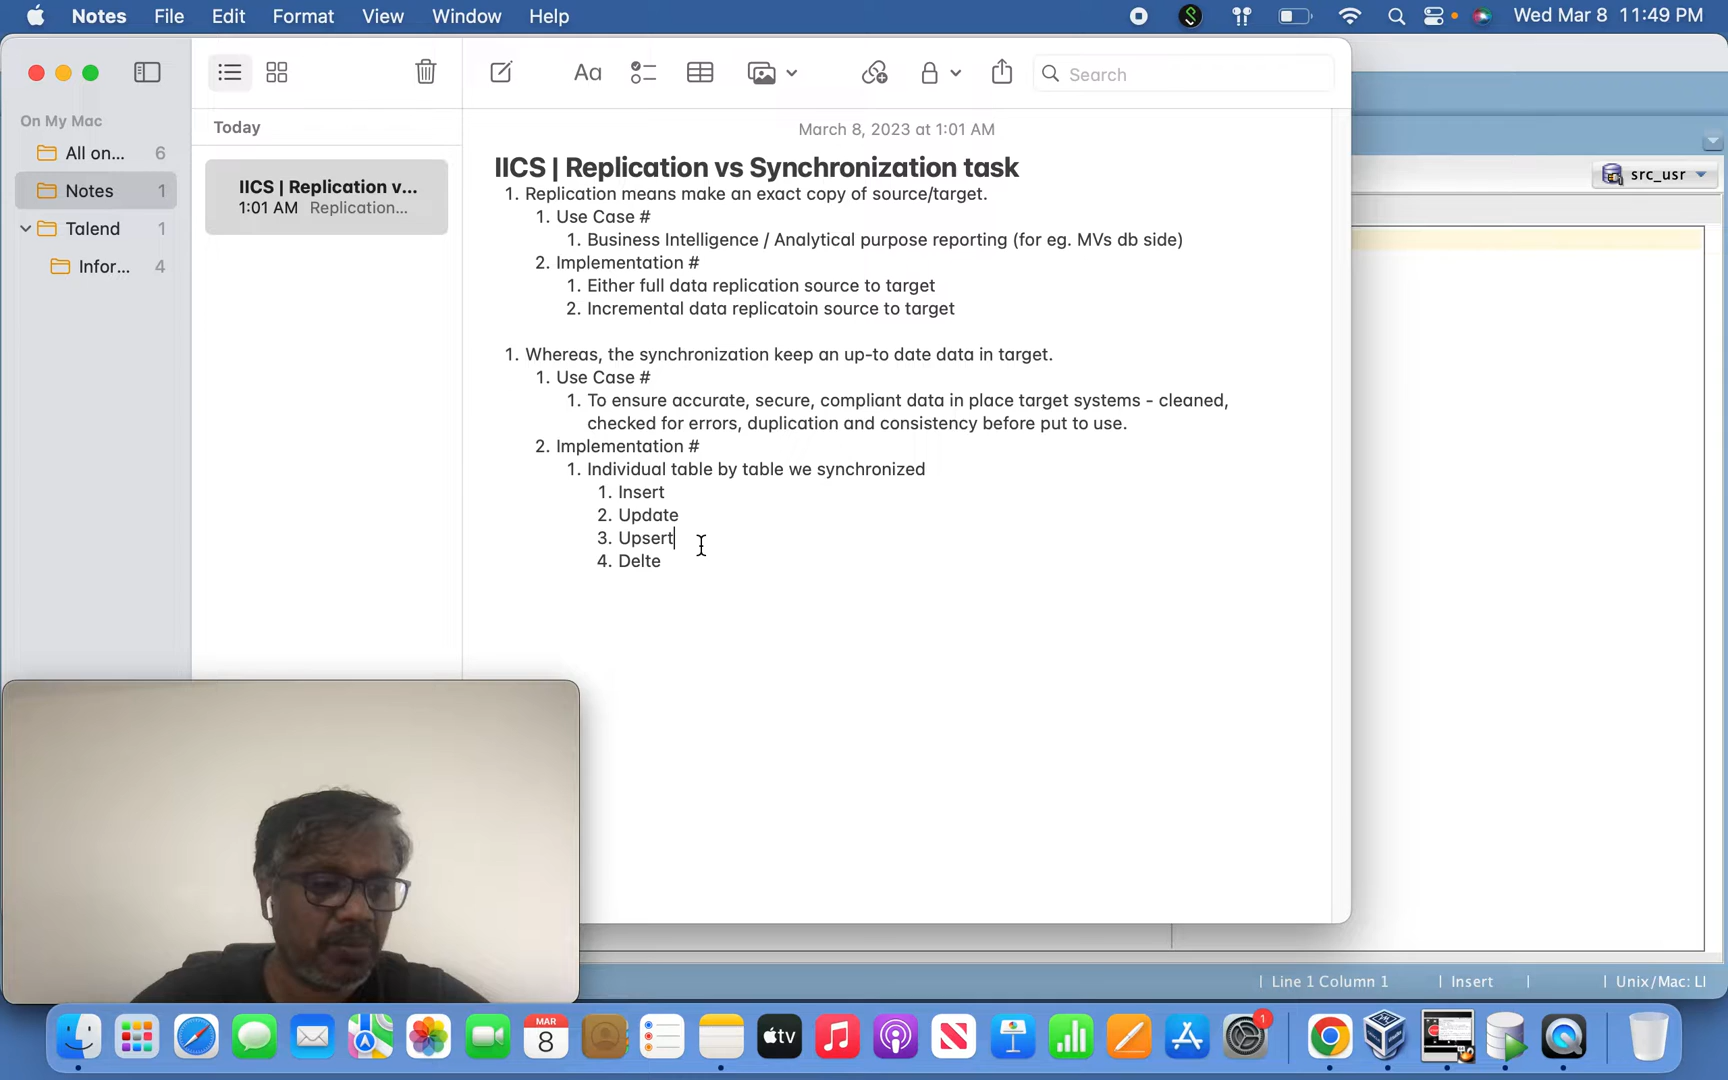 Notes File Edit Format View Window Help Wed Mar 8 11:49 PM
Search
On My Mac
All on... 6
Notes 1
Talend 1
Infor... 4
Today
IICS | Replication v...
1:01 AM Replication...
March 8, 2023 at 1:01 AM
IICS | Replication vs Synchronization task
1. Replication means make an exact copy of source/target.
1. Use Case #
1. Business Intelligence / Analytical purpose reporting (for eg. MVs db side)
2. Implementation #
1. Either full data replication source to target
2. Incremental data replicatoin source to target
1. Whereas, the synchronization keep an up-to date data in target.
1. Use Case #
1. To ensure accurate, secure, compliant data in place target systems - cleaned,
checked for errors, duplication and consistency before put to use.
2. Implementation #
1. Individual table by table we synchronized
1. Insert
2. Update
3. Upsert
4. Delte
src_usr
Line 1 Column 1 Insert Unix/Mac: LI
MAR
8
tv
1